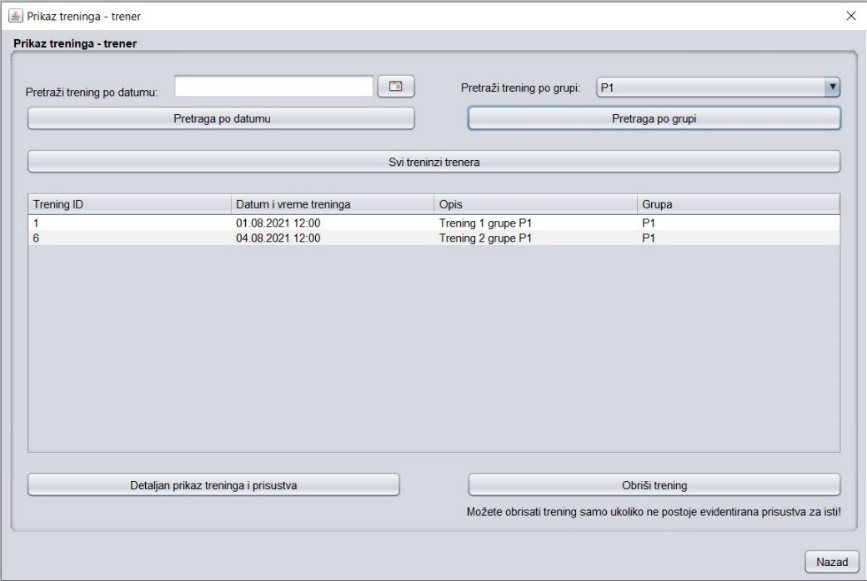 Prikaz treninga - trener
Prikaz treninga - trener
Pretraži trening po datumu:
Pretraži trening po grupi: P1
Pretraga po datumu
Pretraga po grupi
Svi treninzi trenera
Trening ID Datum i vreme treninga Opis Grupa
1 01.08.2021 12:00 Trening 1 grupe P1 P1
6 04.08.2021 12:00 Trening 2 grupe P1 P1
Detaljan prikaz treninga i prisustva
Obriši trening
Možete obrisati trening samo ukoliko ne postoje evidentirana prisustva za isti!
Nazad